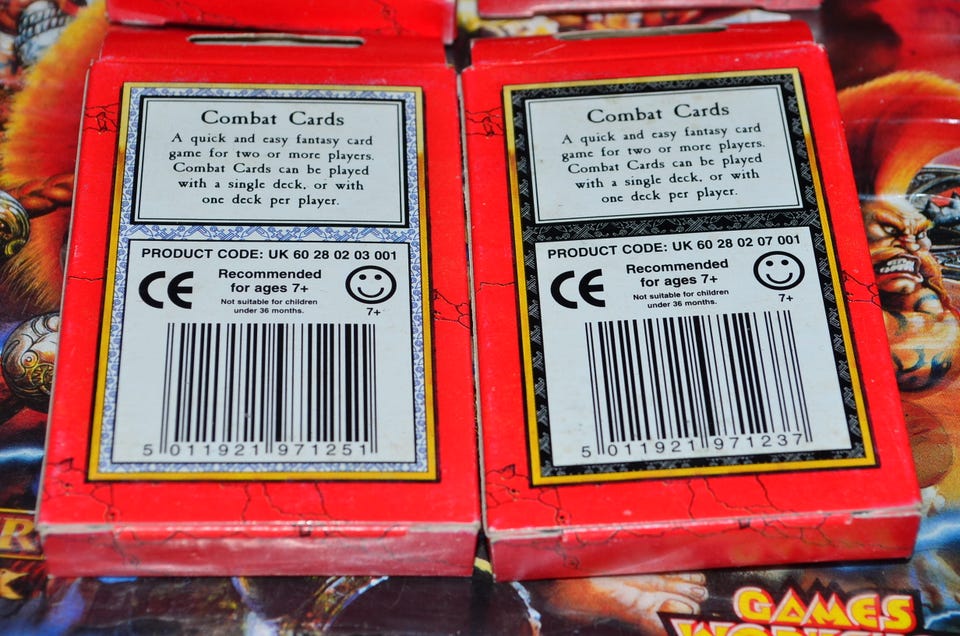 Combat Cards
A quick and easy fantasy card
game for two or more players.
Combat Cards can be played
with a single deck, or with
one deck per player.
PRODUCT CODE: UK 60 28 02 03 001
CE
Recommended
for ages 7+
Not suitable for children
under 36 months.
7+
5 011921 971251
Combat Cards
A quick and easy fantasy card
game for two or more players.
Combat Cards can be played
with a single deck, or with
one deck per player.
PRODUCT CODE: UK 60 28 02 07 001
CE
Recommended
for ages 7+
Not suitable for children
under 36 months.
7+
5 011921 971237
GAMES